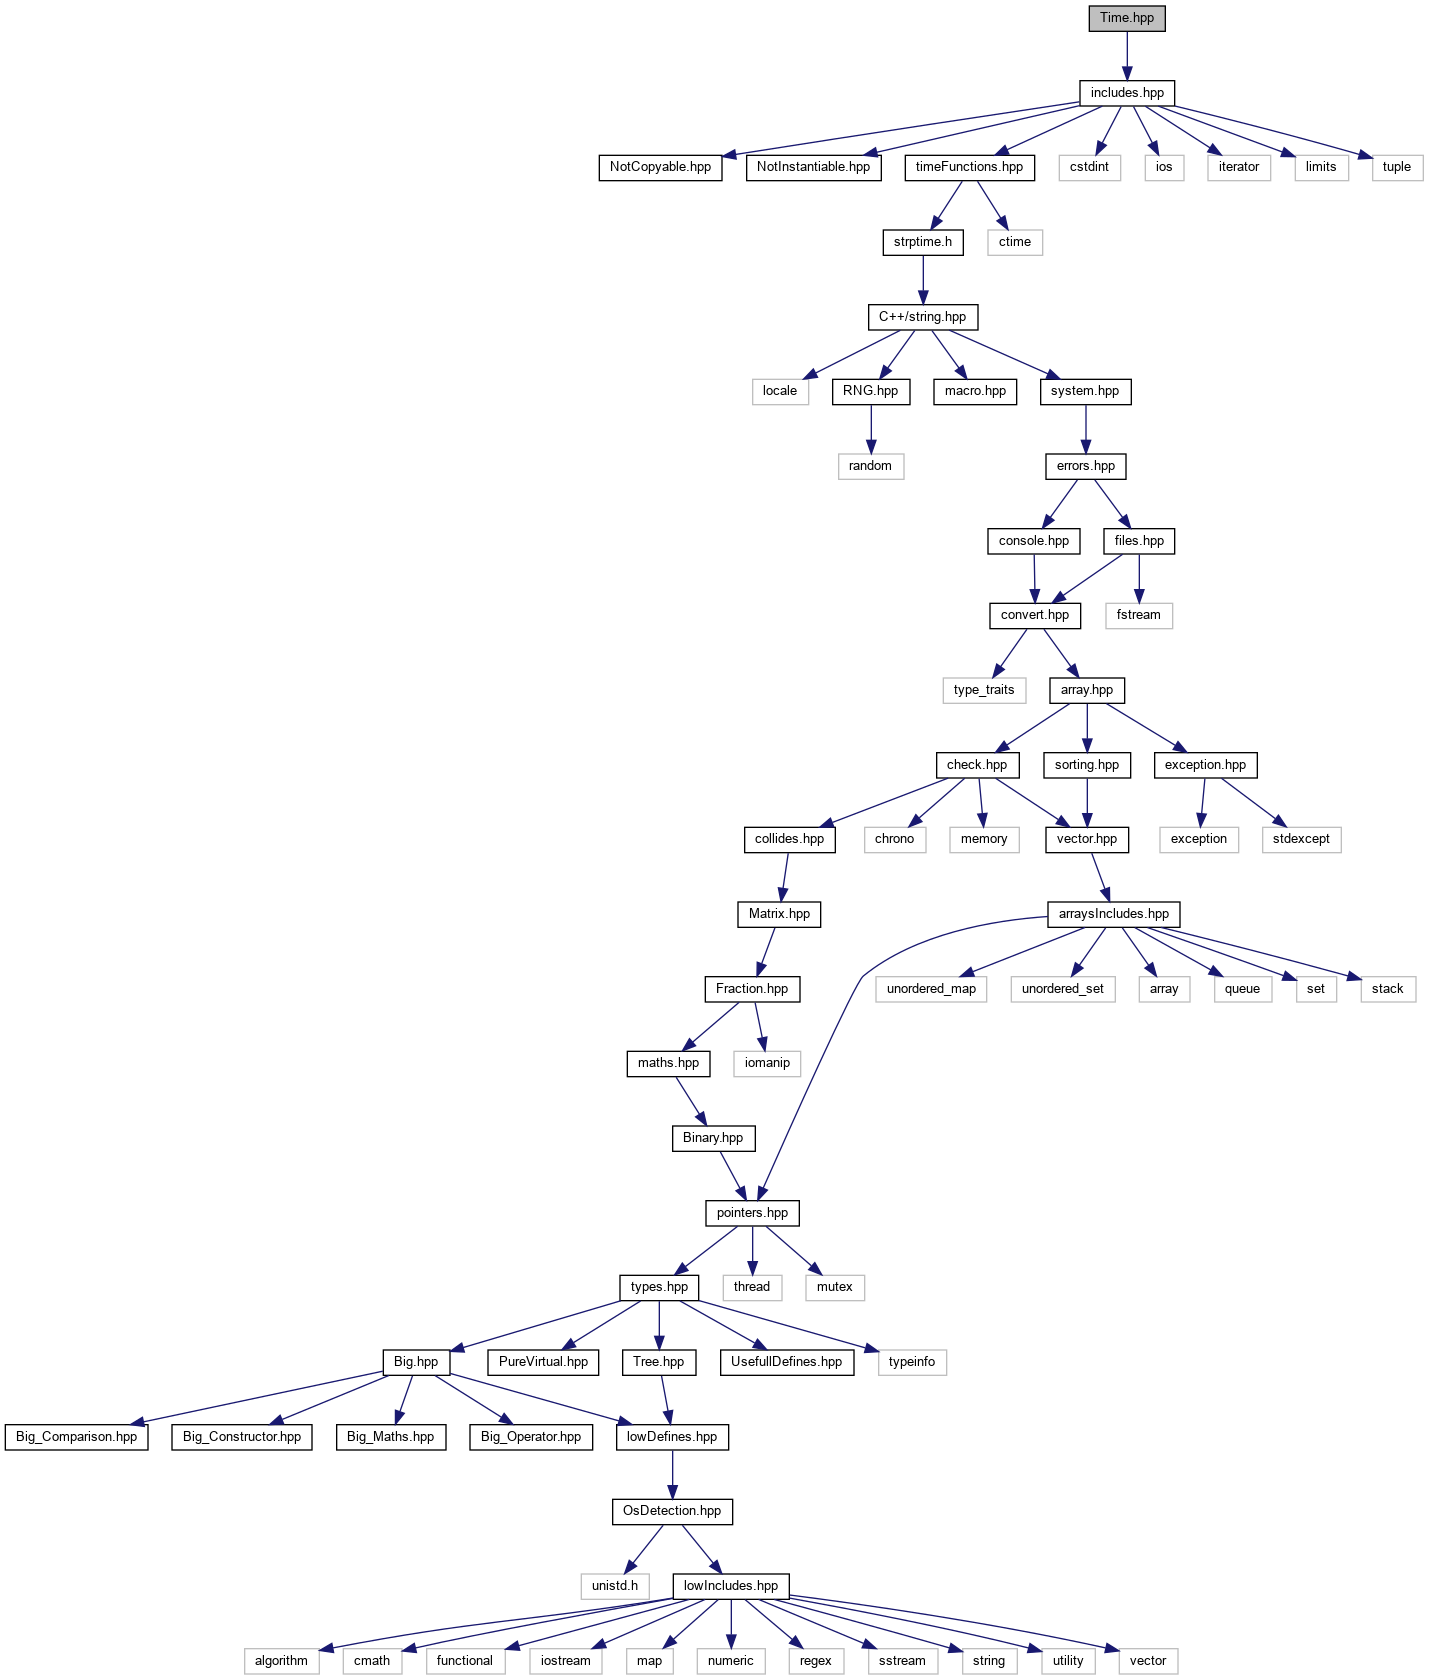 Time.hpp
includes.hpp
NotCopyable.hpp
NotInstantiable.hpp
timeFunctions.hpp
cstdint
ios
iterator
limits
tuple
strptime.h
ctime
C++/string.hpp
locale
RNG.hpp
macro.hpp
system.hpp
random
errors.hpp
console.hpp
files.hpp
convert.hpp
fstream
type_traits
array.hpp
check.hpp
sorting.hpp
exception.hpp
collides.hpp
chrono
memory
vector.hpp
exception
stdexcept
Matrix.hpp
arraysIncludes.hpp
Fraction.hpp
unordered_map
unordered_set
array
queue
set
stack
maths.hpp
iomanip
Binary.hpp
pointers.hpp
types.hpp
thread
mutex
Big.hpp
PureVirtual.hpp
Tree.hpp
UsefullDefines.hpp
typeinfo
Big_Comparison.hpp
Big_Constructor.hpp
Big_Maths.hpp
Big_Operator.hpp
lowDefines.hpp
OsDetection.hpp
unistd.h
lowIncludes.hpp
algorithm
cmath
functional
iostream
map
numeric
regex
sstream
string
utility
vector